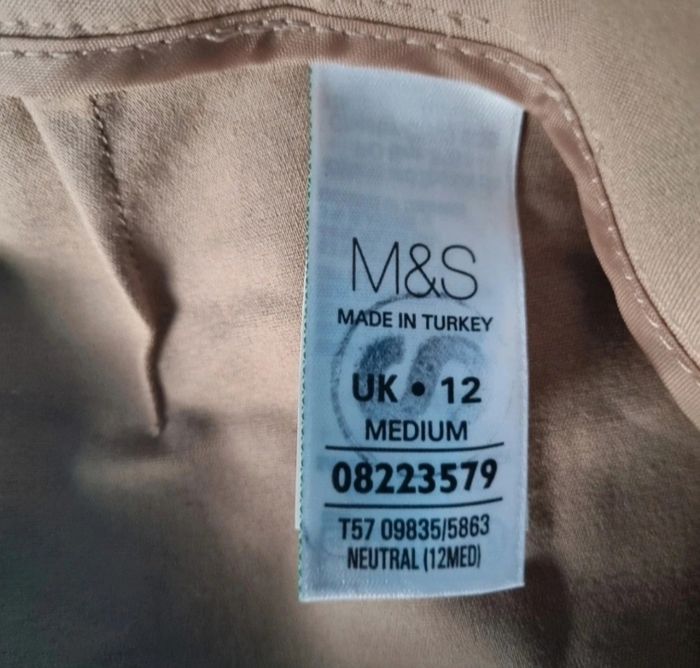 M&S
MADE IN TURKEY
UK • 12
MEDIUM
08223579
T57 09835/5863
NEUTRAL (12MED)